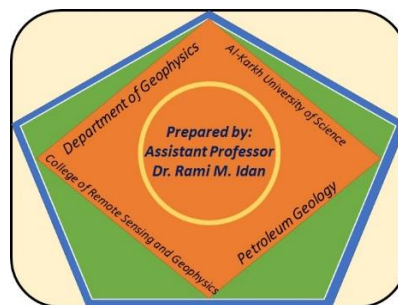 Department of Geophysics
Al-Karkh University of Science
Prepared by:
Assistant Professor
Dr. Rami M. Idan
College of Remote Sensing and Geophysics
Petroleum Geology